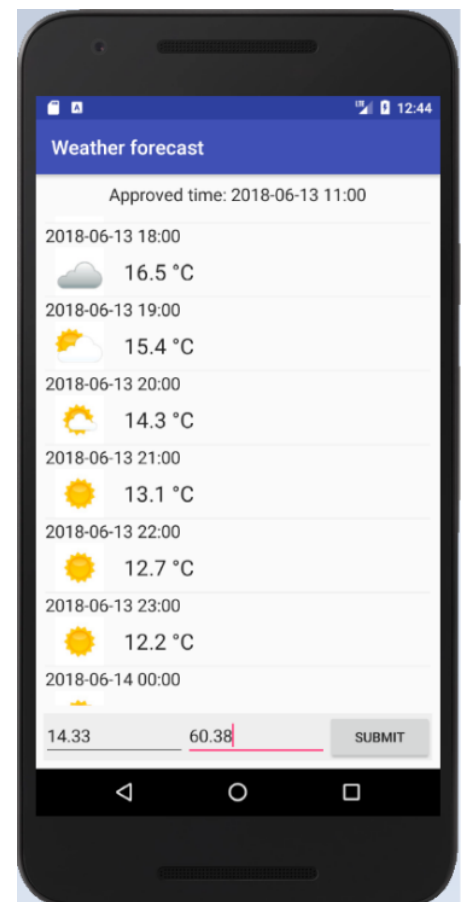 12:44
Weather forecast
Approved time: 2018-06-13 11:00
2018-06-13 18:00
16.5 °C
2018-06-13 19:00
15.4 °C
2018-06-13 20:00
14.3 °C
2018-06-13 21:00
13.1 °C
2018-06-13 22:00
12.7 °C
2018-06-13 23:00
12.2 °C
2018-06-14 00:00
14.33 60.38 SUBMIT